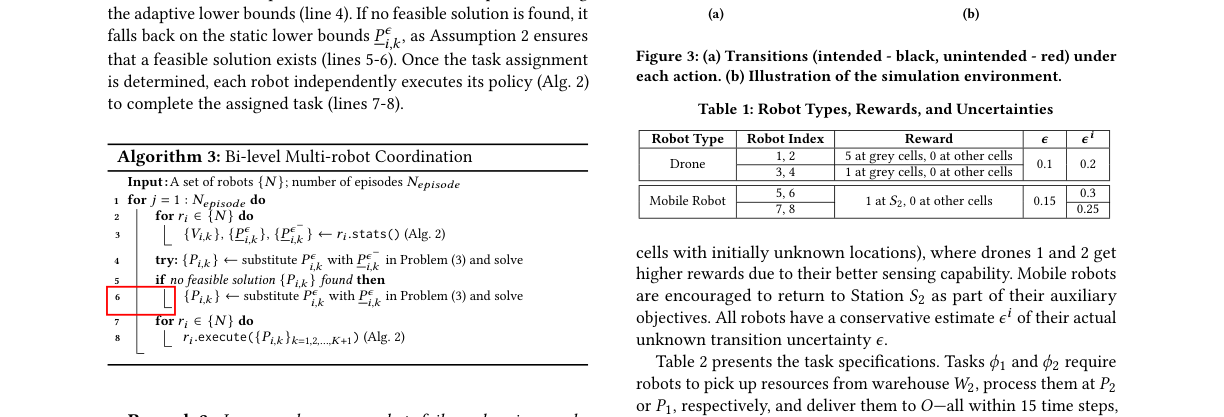 the adaptive lower bounds (line 4). If no feasible solution is found, it
falls back on the static lower bounds P^ϵ_{i,k}, as Assumption 2 ensures
that a feasible solution exists (lines 5-6). Once the task assignment
is determined, each robot independently executes its policy (Alg. 2)
to complete the assigned task (lines 7-8).
Algorithm 3: Bi-level Multi-robot Coordination
Input: A set of robots {N}; number of episodes N_{episode}
1 for j = 1 : N_{episode} do
2 for r_i ∈ {N} do
3 {V_{i,k}}, {P^ϵ_{i,k}}, {P^{ϵ^-}_{i,k}} ← r_i.stats() (Alg. 2)
4 try: {P_{i,k}} ← substitute P^ϵ_{i,k} with P^{ϵ^-}_{i,k} in Problem (3) and solve
5 if no feasible solution {P_{i,k}} found then
6 {P_{i,k}} ← substitute P^ϵ_{i,k} with P^ϵ_{i,k} in Problem (3) and solve
7 for r_i ∈ {N} do
8 r_i.execute({P_{i,k}}_{k=1,2,...,K+1}) (Alg. 2)
(a) (b)
Figure 3: (a) Transitions (intended - black, unintended - red) under
each action. (b) Illustration of the simulation environment.
Table 1: Robot Types, Rewards, and Uncertainties
Robot Type Robot Index Reward ϵ ϵ^i
Drone 1, 2 5 at grey cells, 0 at other cells 0.1 0.2
3, 4 1 at grey cells, 0 at other cells
Mobile Robot 5, 6 1 at S_2, 0 at other cells 0.15 0.3
7, 8 0.25
cells with initially unknown locations), where drones 1 and 2 get
higher rewards due to their better sensing capability. Mobile robots
are encouraged to return to Station S_2 as part of their auxiliary
objectives. All robots have a conservative estimate ϵ^i of their actual
unknown transition uncertainty ϵ.
Table 2 presents the task specifications. Tasks ϕ_1 and ϕ_2 require
robots to pick up resources from warehouse W_2, process them at P_2
or P_1, respectively, and deliver them to O—all within 15 time steps,